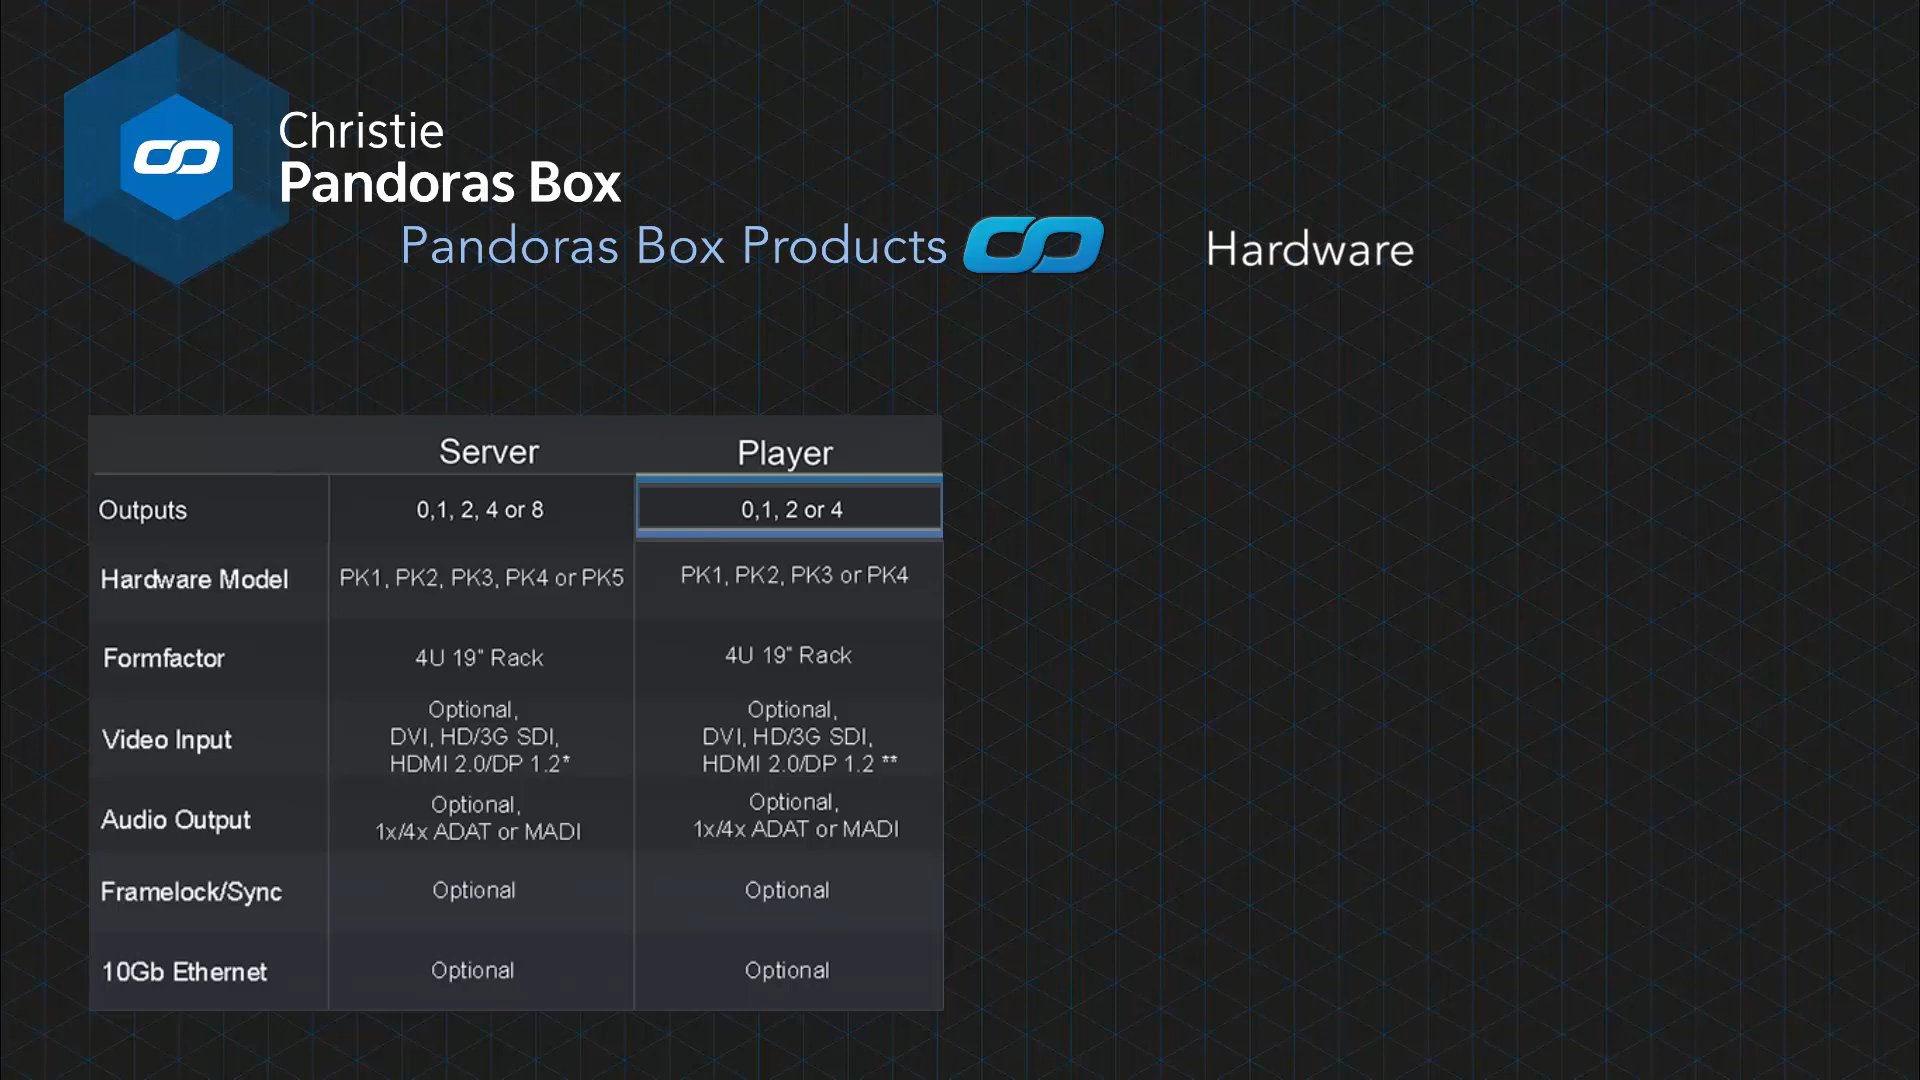 Christie
Pandoras Box
Pandoras Box Products
Hardware
Server Player
Outputs 0,1, 2, 4 or 8 0,1, 2 or 4
Hardware Model PK1, PK2, PK3, PK4 or PK5 PK1, PK2, PK3 or PK4
Formfactor 4U 19" Rack 4U 19" Rack
Video Input
Optional,
DVI, HD/3G SDI,
HDMI 2.0/DP 1.2*
Optional,
DVI, HD/3G SDI,
HDMI 2.0/DP 1.2 **
Audio Output
Optional,
1x/4x ADAT or MADI
Optional,
1x/4x ADAT or MADI
Framelock/Sync Optional Optional
10Gb Ethernet Optional Optional